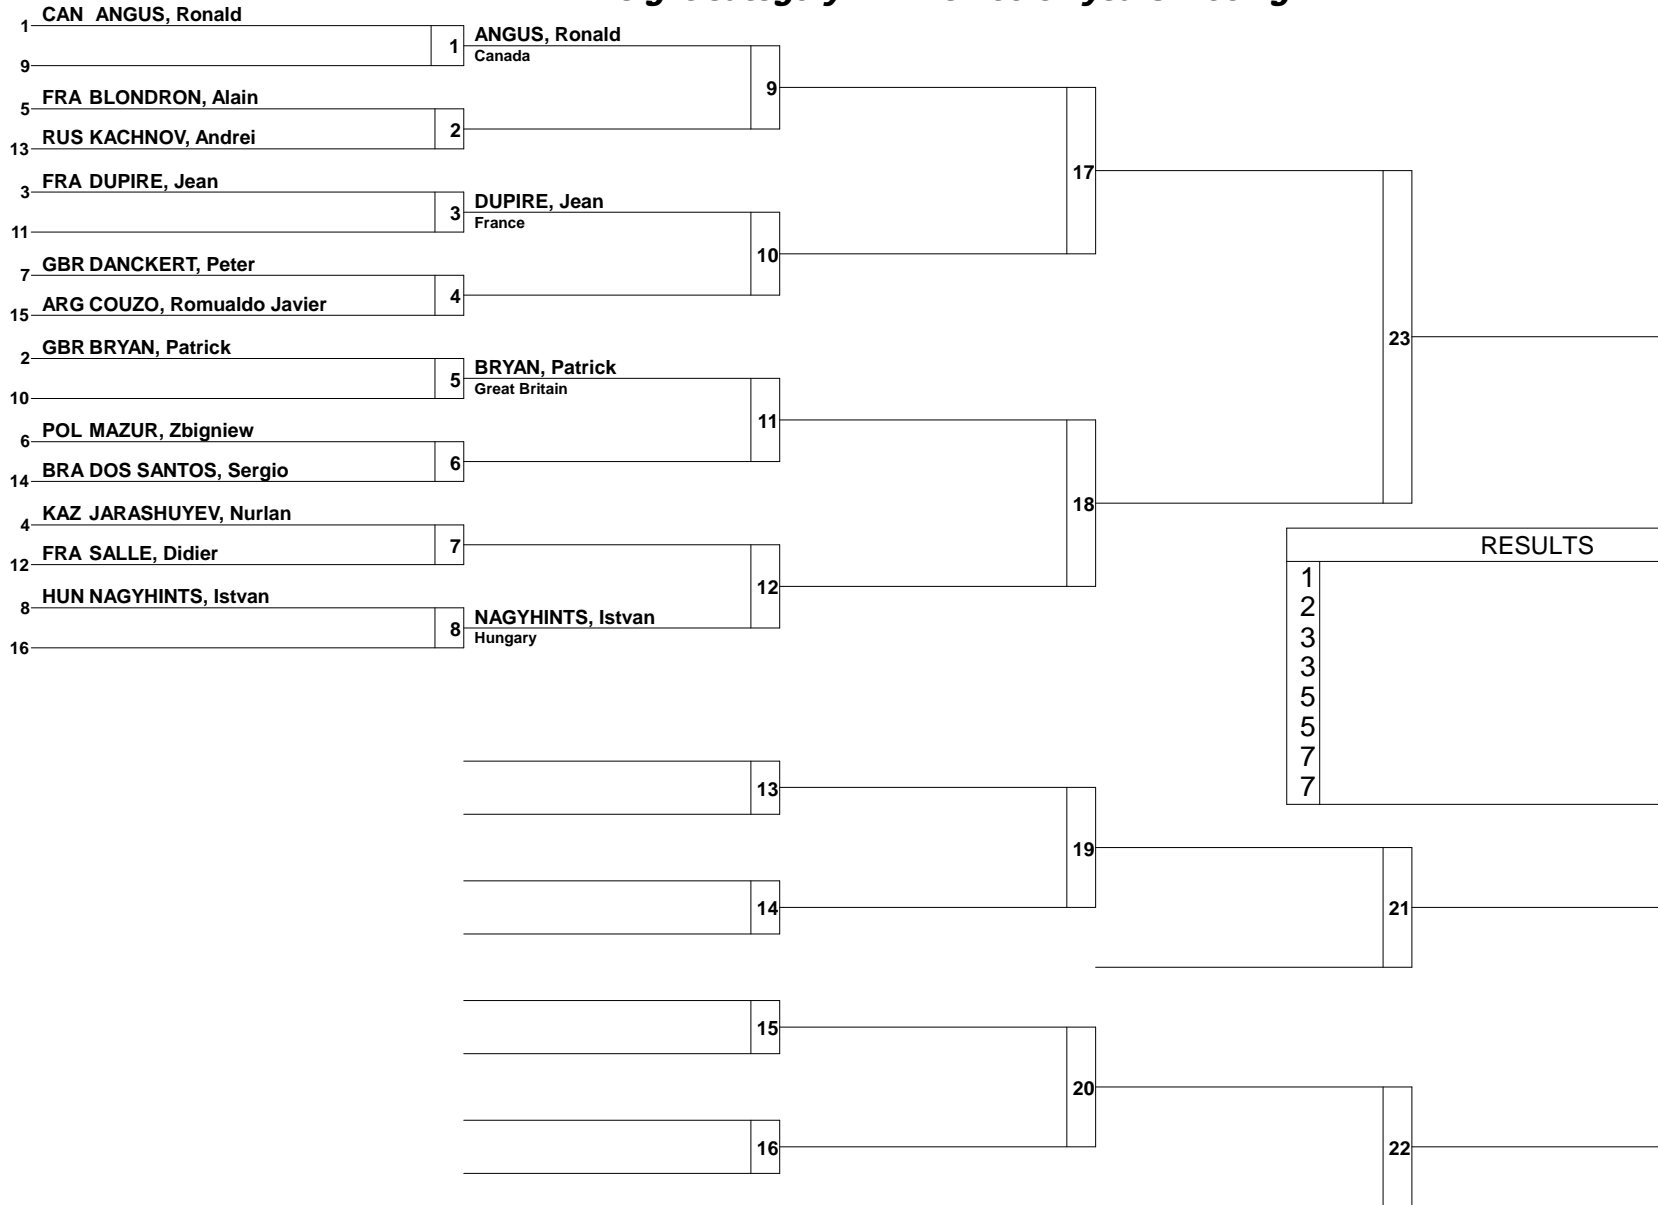 1 CAN ANGUS, Ronald
9
1 ANGUS, Ronald
Canada
5 FRA BLONDRON, Alain
13 RUS KACHNOV, Andrei
2
9
3 FRA DUPIRE, Jean
11
3 DUPIRE, Jean
France
7 GBR DANCKERT, Peter
15 ARG COUZO, Romualdo Javier
4
10
17
2 GBR BRYAN, Patrick
10
5 BRYAN, Patrick
Great Britain
6 POL MAZUR, Zbigniew
14 BRA DOS SANTOS, Sergio
6
11
4 KAZ JARASHUYEV, Nurlan
12 FRA SALLE, Didier
7
8 HUN NAGYHINTS, Istvan
16
8 NAGYHINTS, Istvan
Hungary
12
18
23
RESULTS
1
2
3
3
5
5
7
7
13
14
19
21
15
16
20
22